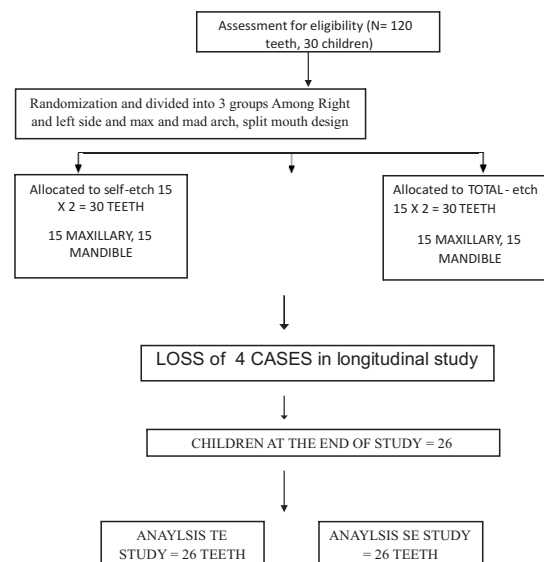 Assessment for eligibility (N= 120
teeth, 30 children)
Randomization and divided into 3 groups Among Right
and left side and max and mad arch, split mouth design
Allocated to self-etch 15
X 2 = 30 TEETH
15 MAXILLARY, 15
MANDIBLE
Allocated to TOTAL - etch
15 X 2 = 30 TEETH
15 MAXILLARY, 15
MANDIBLE
LOSS of 4 CASES in longitudinal study
CHILDREN AT THE END OF STUDY = 26
ANAYLSIS TE
STUDY = 26 TEETH
ANAYLSIS SE STUDY
= 26 TEETH